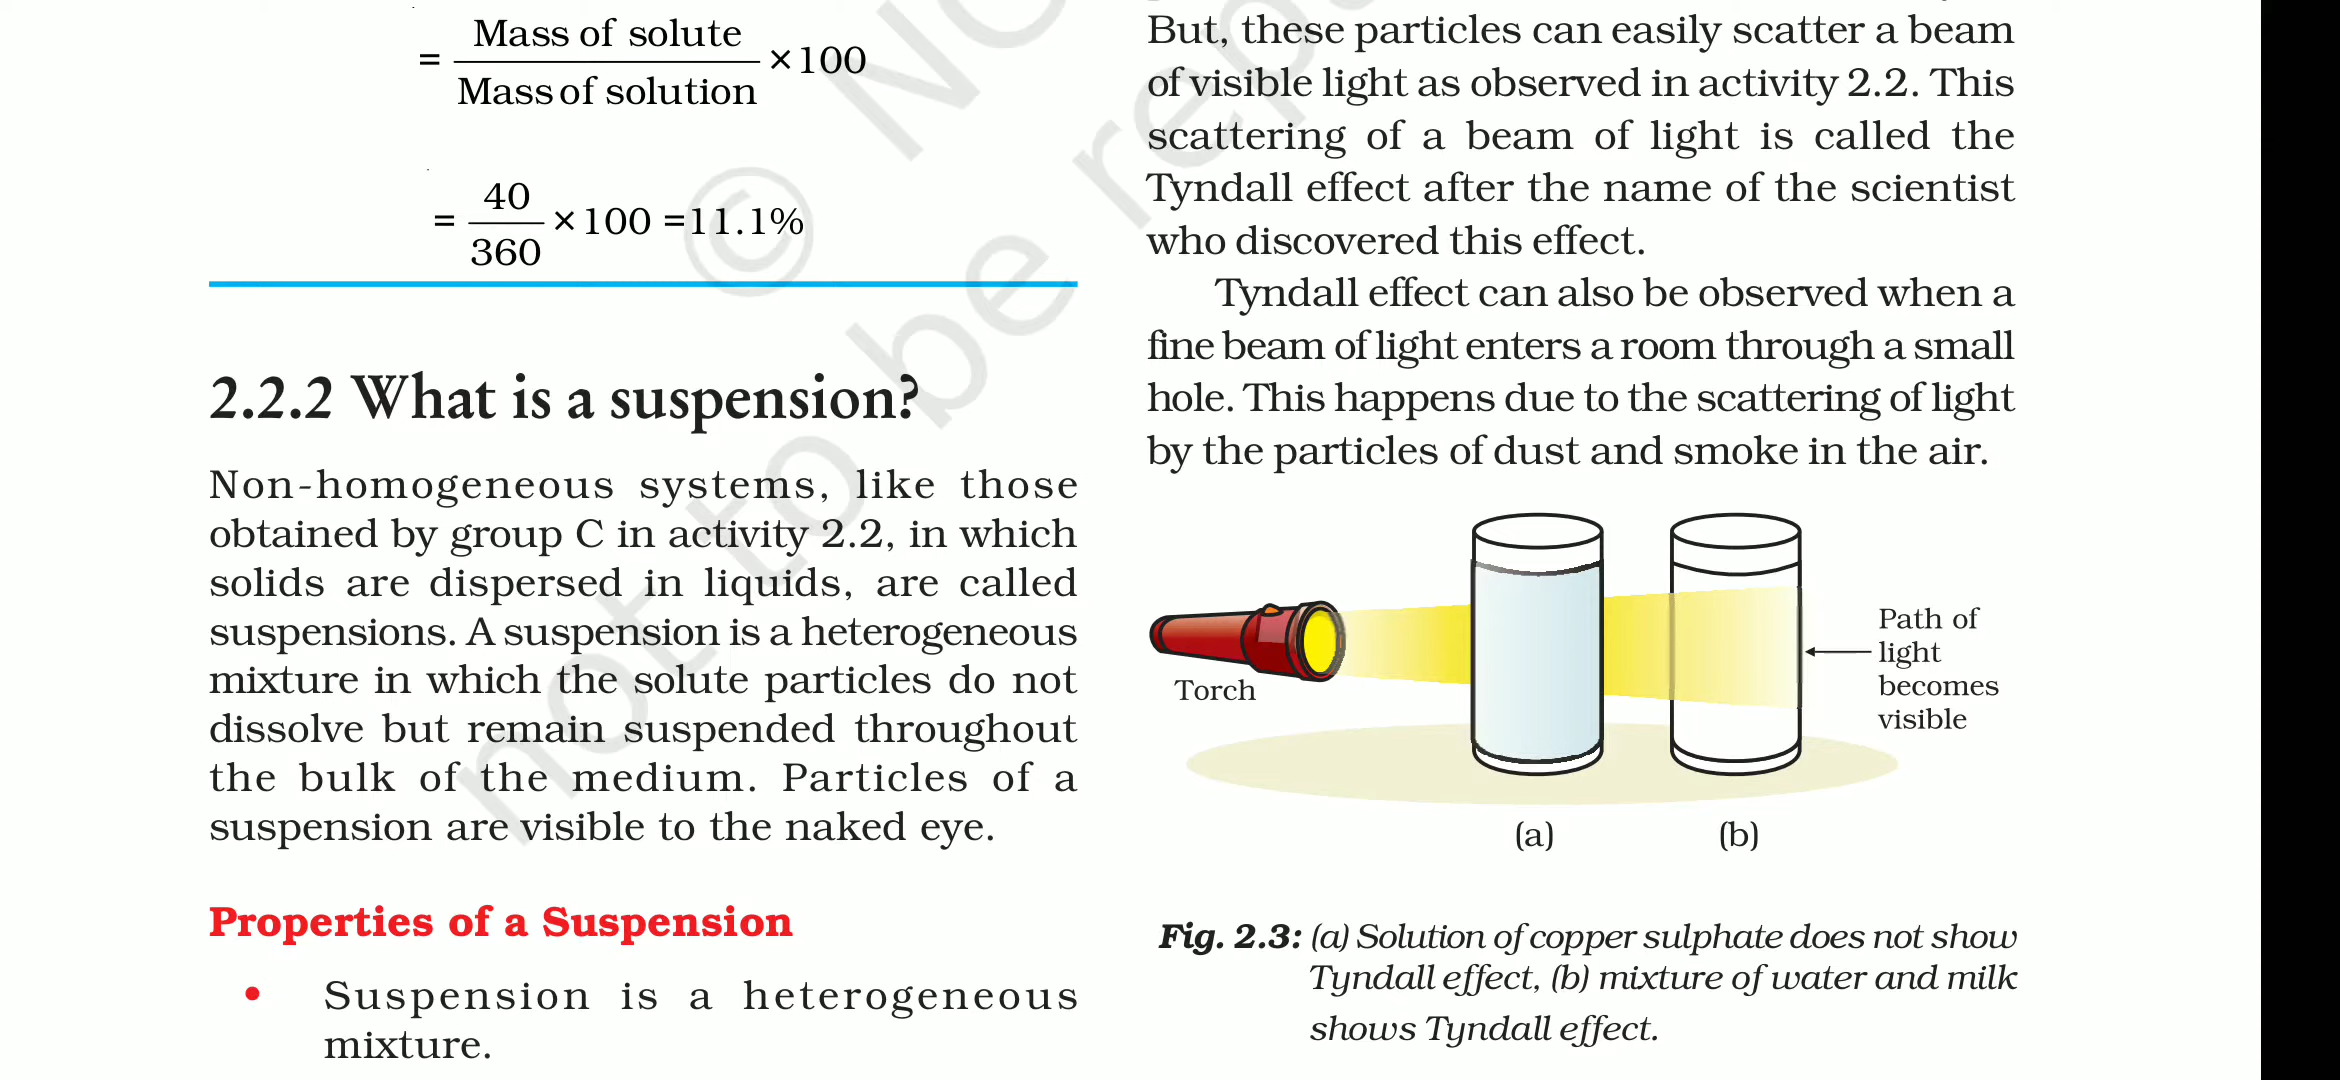 = Mass of solute / Mass of solution ×100
= 40 / 360 ×100 =11.1%
2.2.2 What is a suspension?
Non-homogeneous systems, like those
obtained by group C in activity 2.2, in which
solids are dispersed in liquids, are called
suspensions. A suspension is a heterogeneous
mixture in which the solute particles do not
dissolve but remain suspended throughout
the bulk of the medium. Particles of a
suspension are visible to the naked eye.
Properties of a Suspension
• Suspension is a heterogeneous
mixture.
But, these particles can easily scatter a beam
of visible light as observed in activity 2.2. This
scattering of a beam of light is called the
Tyndall effect after the name of the scientist
who discovered this effect.
Tyndall effect can also be observed when a
fine beam of light enters a room through a small
hole. This happens due to the scattering of light
by the particles of dust and smoke in the air.
Torch
Path of
light
becomes
visible
(a)
(b)
Fig. 2.3: (a) Solution of copper sulphate does not show
Tyndall effect, (b) mixture of water and milk
shows Tyndall effect.
©
not to be